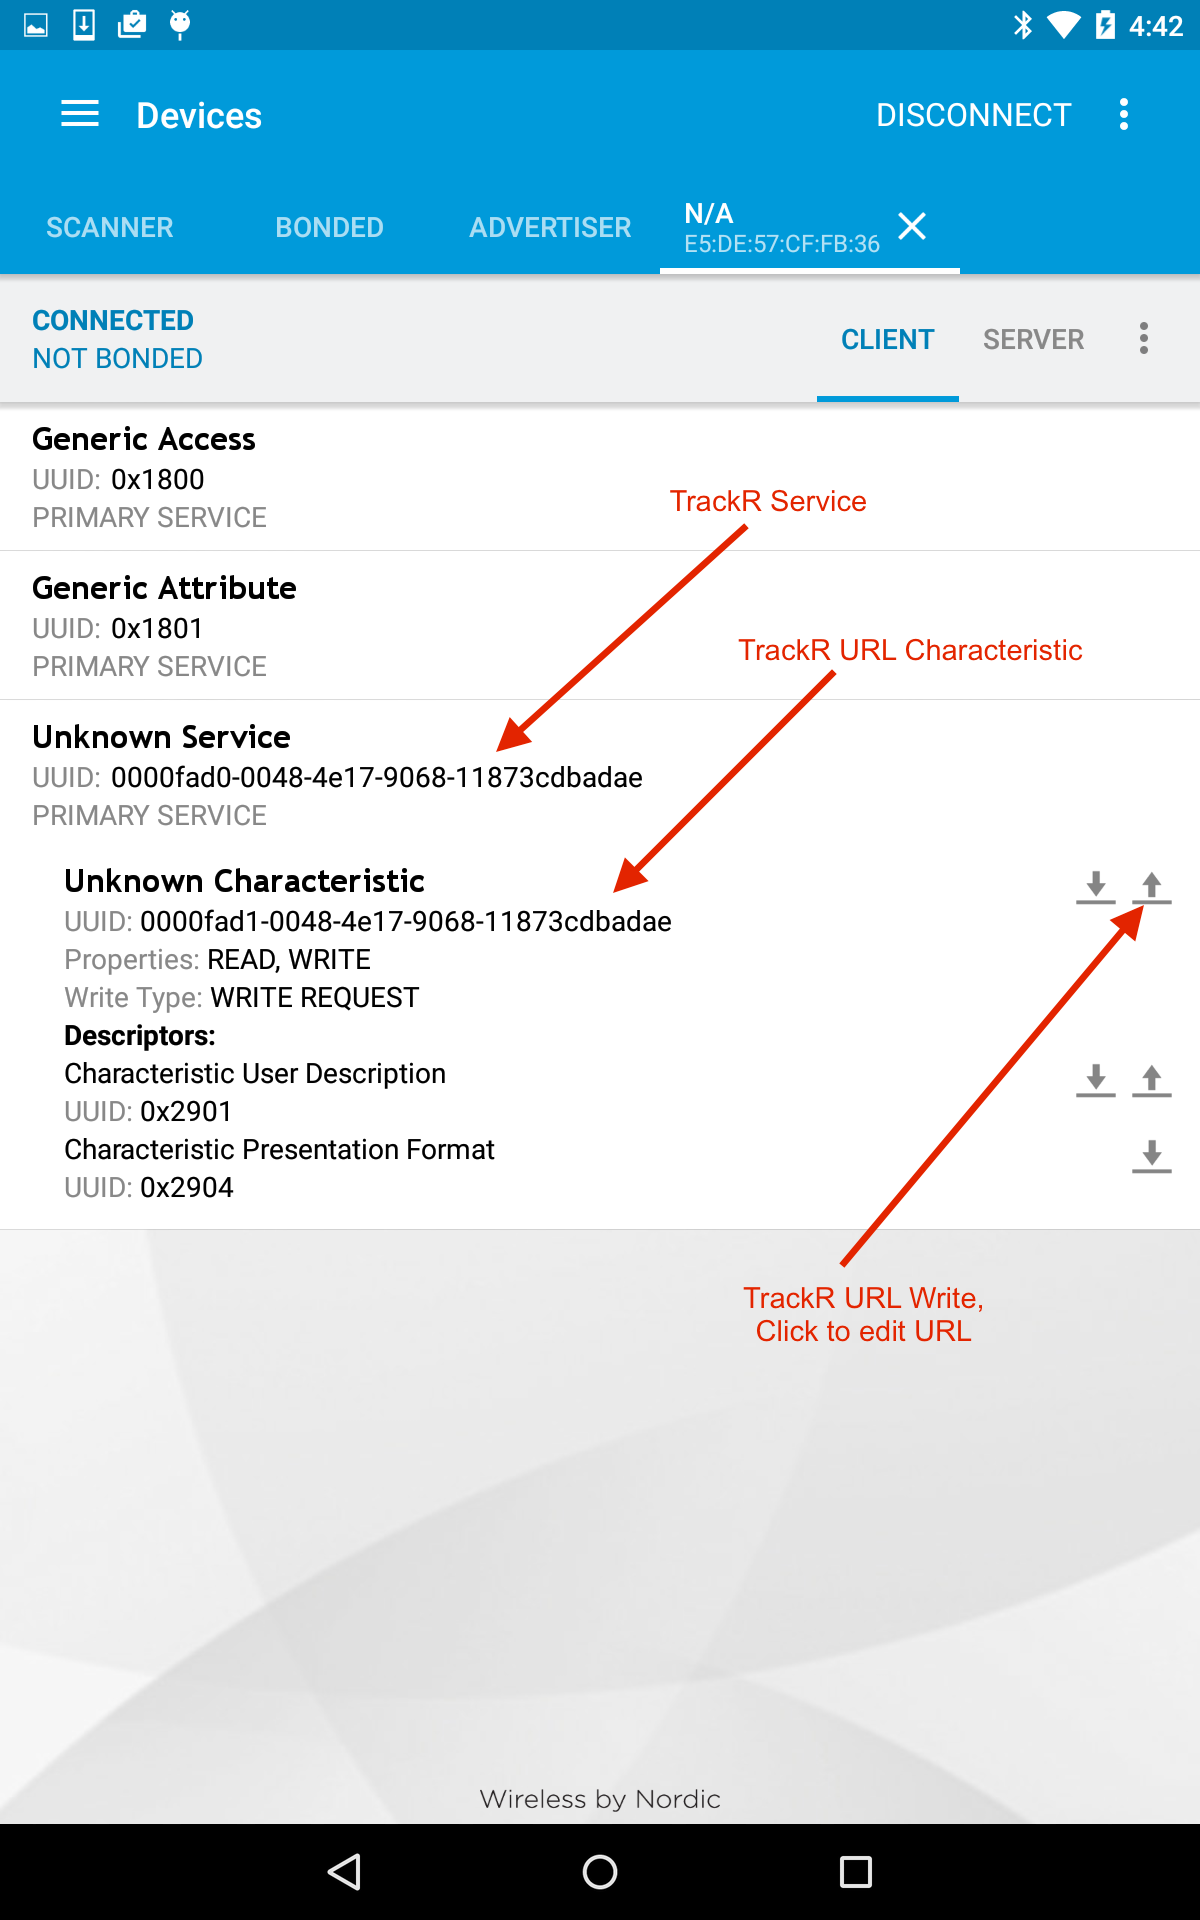 4:42
Devices
DISCONNECT
SCANNER
BONDED
ADVERTISER
N/A
E5:DE:57:CF:FB:36
CONNECTED
NOT BONDED
CLIENT
SERVER
Generic Access
UUID: 0x1800
PRIMARY SERVICE
TrackR Service
Generic Attribute
UUID: 0x1801
PRIMARY SERVICE
TrackR URL Characteristic
Unknown Service
UUID: 0000fad0-0048-4e17-9068-11873cdbadae
PRIMARY SERVICE
Unknown Characteristic
UUID: 0000fad1-0048-4e17-9068-11873cdbadae
Properties: READ, WRITE
Write Type: WRITE REQUEST
Descriptors:
Characteristic User Description
UUID: 0x2901
Characteristic Presentation Format
UUID: 0x2904
TrackR URL Write,
Click to edit URL
Wireless by Nordic